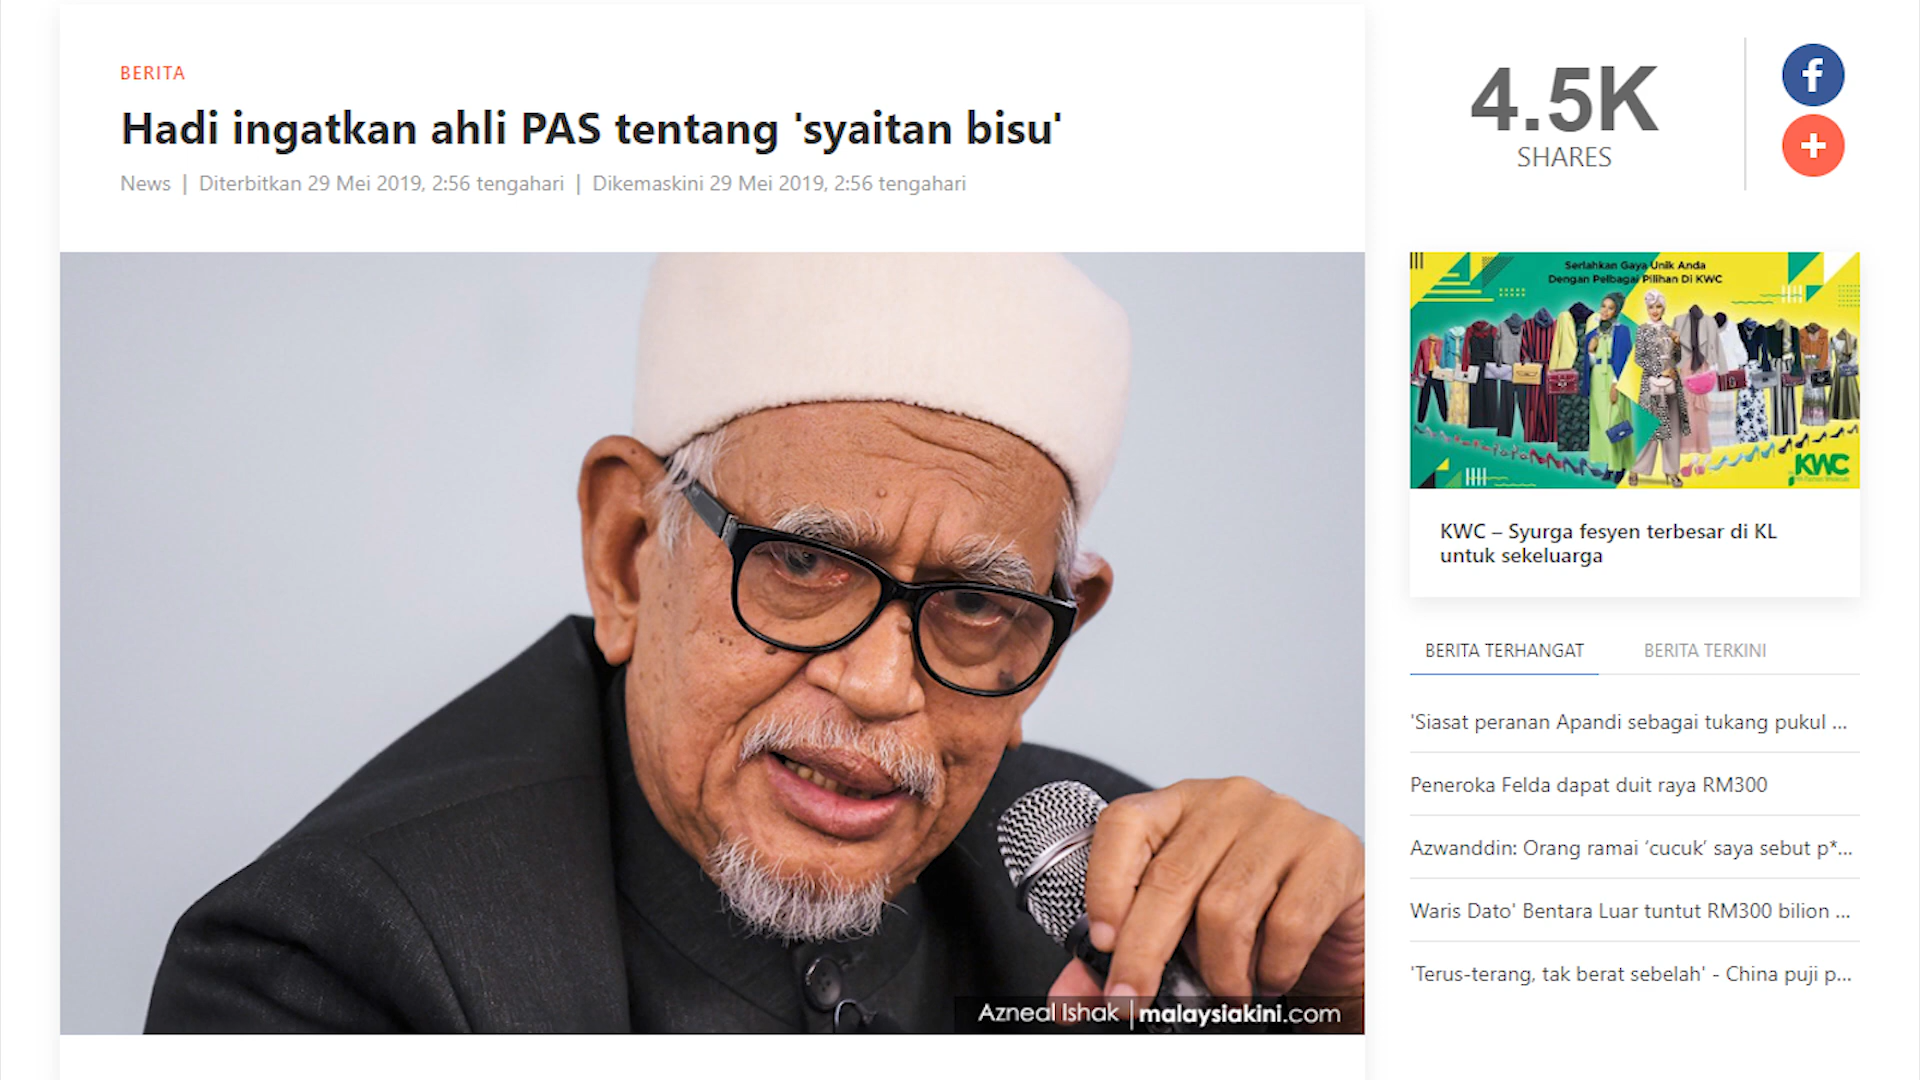 BERITA
Hadi ingatkan ahli PAS tentang 'syaitan bisu'
News | Diterbitkan 29 Mei 2019, 2:56 tengahari | Dikemaskini 29 Mei 2019, 2:56 tengahari
Azneal Ishak | malaysiakini.com
4.5K
SHARES
f
+
Serlahkan Gaya Unik Anda
Dengan Pelbagai Pilihan Di KWC
KWC
KWC – Syurga fesyen terbesar di KL
untuk sekeluarga
BERITA TERHANGAT BERITA TERKINI
'Siasat peranan Apandi sebagai tukang pukul ...
Peneroka Felda dapat duit raya RM300
Azwanddin: Orang ramai ‘cucuk’ saya sebut p*...
Waris Dato' Bentara Luar tuntut RM300 bilion ...
'Terus-terang, tak berat sebelah' - China puji p...